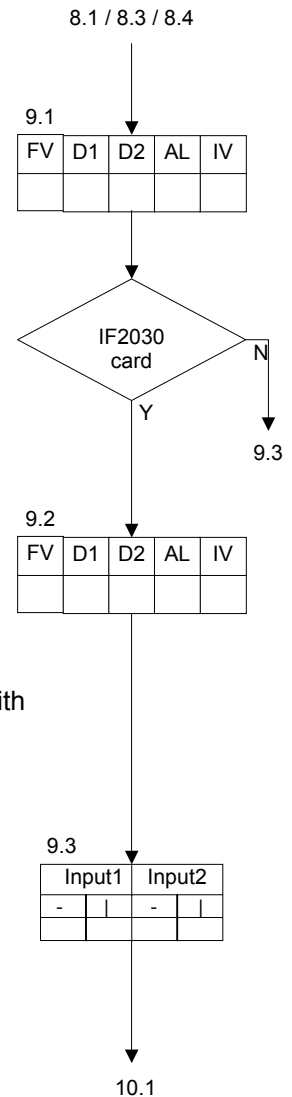 8.1 / 8.3 / 8.4
9.1
FV D1 D2 AL IV
IF2030
card
N
Y
9.3
9.2
FV D1 D2 AL IV
ith
9.3
Input1 Input2
- | - |
10.1